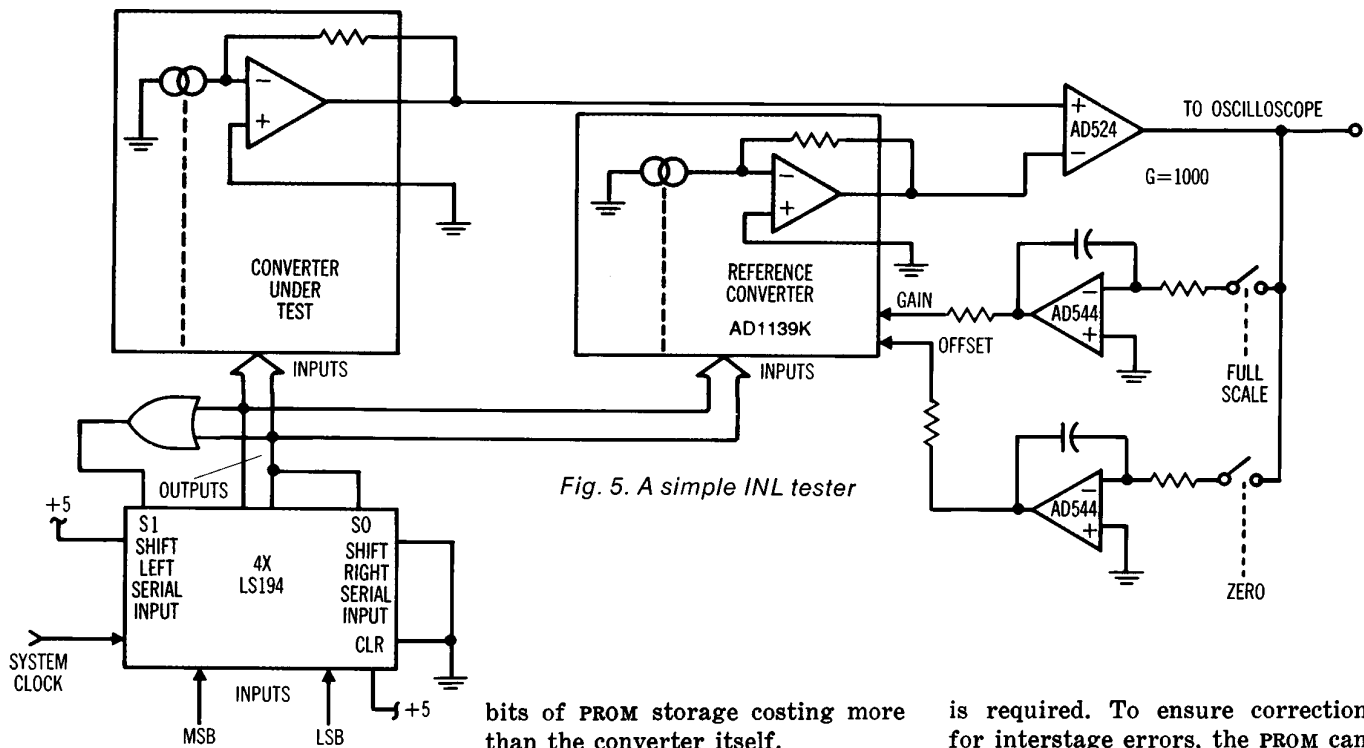 CONVERTER
UNDER
TEST
INPUTS
REFERENCE
CONVERTER
AD1139K
INPUTS
GAIN
OFFSET
-
+
-
+
+
AD524
-
G=1000
TO OSCILLOSCOPE
-
AD544
+
FULL
SCALE
-
AD544
+
ZERO
OUTPUTS
+5
S1
SHIFT
LEFT
SERIAL
INPUT
4X
LS194
S0
SHIFT
RIGHT
SERIAL
INPUT
CLR
SYSTEM
CLOCK
INPUTS
MSB
LSB
+5
Fig. 5. A simple INL tester
bits of PROM storage costing more
than the converter itself.
is required. To ensure correction
for interstage errors, the PROM can